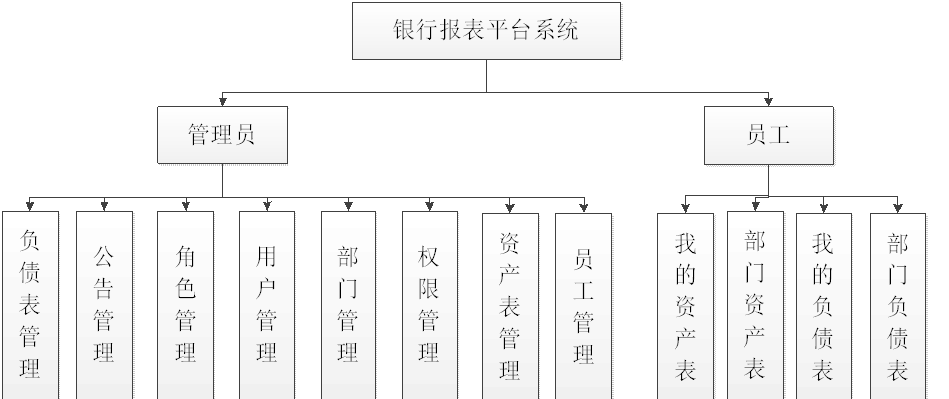 银行报表平台系统
管理员
员工
负债表管理
公告管理
角色管理
用户管理
部门管理
权限管理
资产表管理
员工管理
我的资产表
部门资产表
我的负债表
部门负债表